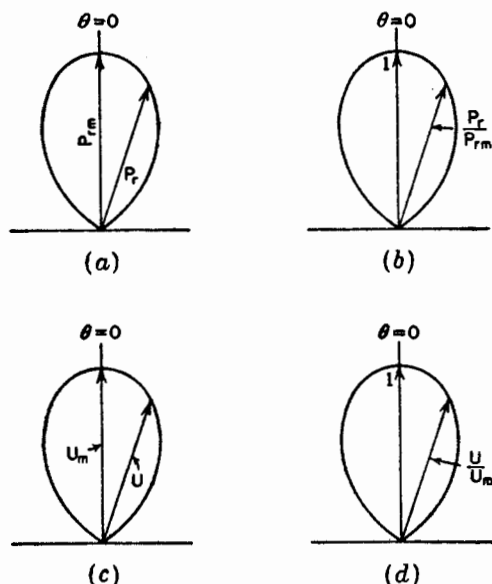 θ=0
θ=0
P_rm
P_r
1
P_r/P_rm
(a)
(b)
θ=0
θ=0
U_m
U
1
U/U_m
(c)
(d)